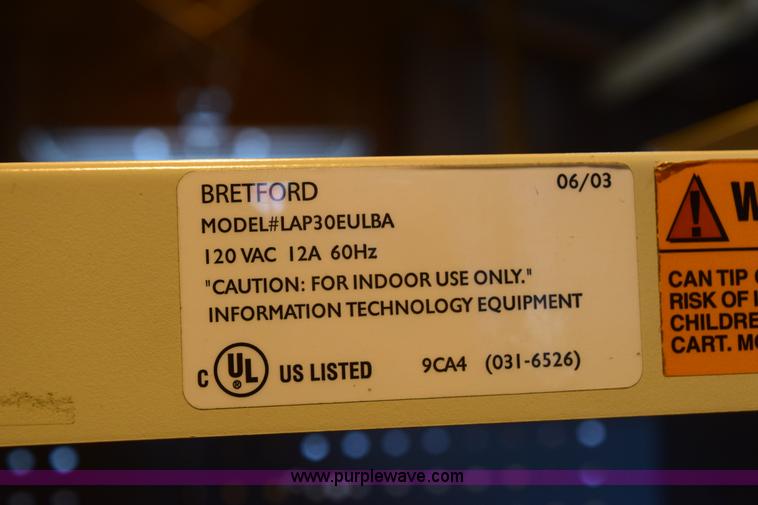 BRETFORD 06/03
MODEL#LAP30EULBA
120 VAC 12A 60Hz
"CAUTION: FOR INDOOR USE ONLY."
INFORMATION TECHNOLOGY EQUIPMENT
C UL ® US LISTED 9CA4 (031-6526)
W
CAN TIP
RISK OF
CHILDRE
CART. MO
www.purplewave.com